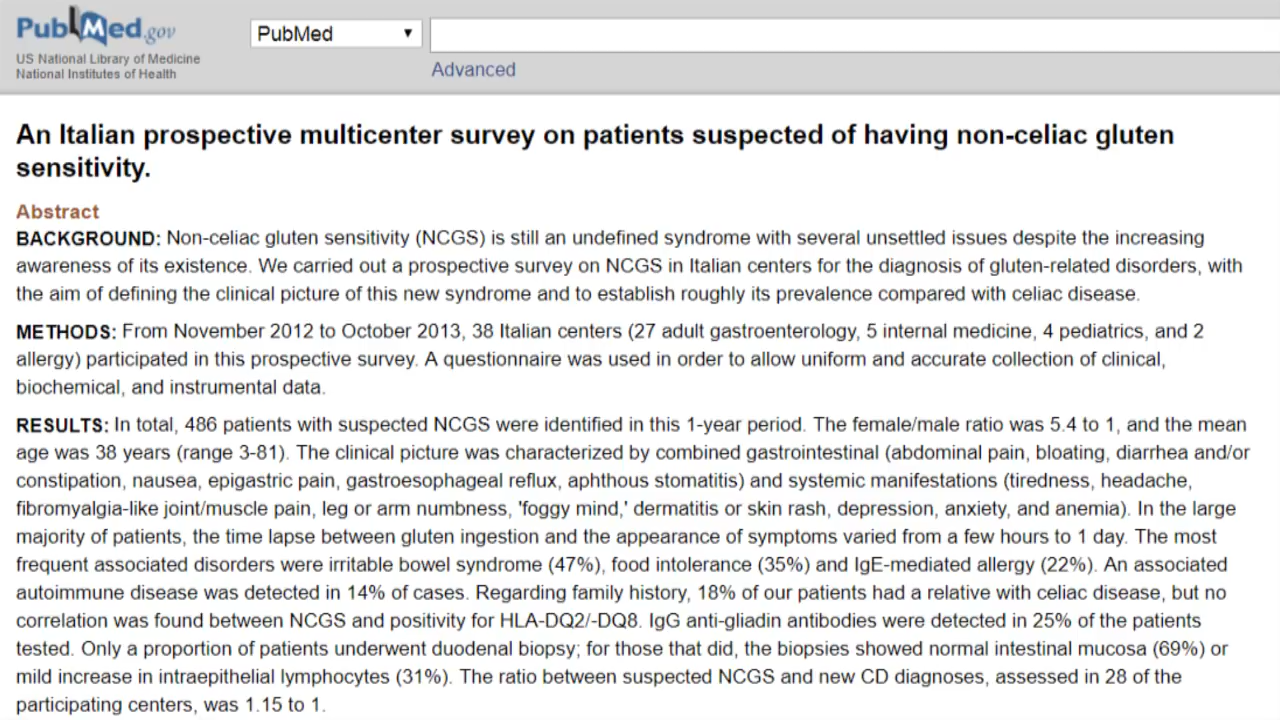 PubMed.gov
US National Library of Medicine
National Institutes of Health
PubMed
Advanced
An Italian prospective multicenter survey on patients suspected of having non-celiac gluten
sensitivity.
Abstract
BACKGROUND: Non-celiac gluten sensitivity (NCGS) is still an undefined syndrome with several unsettled issues despite the increasing
awareness of its existence. We carried out a prospective survey on NCGS in Italian centers for the diagnosis of gluten-related disorders, with
the aim of defining the clinical picture of this new syndrome and to establish roughly its prevalence compared with celiac disease.
METHODS: From November 2012 to October 2013, 38 Italian centers (27 adult gastroenterology, 5 internal medicine, 4 pediatrics, and 2
allergy) participated in this prospective survey. A questionnaire was used in order to allow uniform and accurate collection of clinical,
biochemical, and instrumental data.
RESULTS: In total, 486 patients with suspected NCGS were identified in this 1-year period. The female/male ratio was 5.4 to 1, and the mean
age was 38 years (range 3-81). The clinical picture was characterized by combined gastrointestinal (abdominal pain, bloating, diarrhea and/or
constipation, nausea, epigastric pain, gastroesophageal reflux, aphthous stomatitis) and systemic manifestations (tiredness, headache,
fibromyalgia-like joint/muscle pain, leg or arm numbness, 'foggy mind,' dermatitis or skin rash, depression, anxiety, and anemia). In the large
majority of patients, the time lapse between gluten ingestion and the appearance of symptoms varied from a few hours to 1 day. The most
frequent associated disorders were irritable bowel syndrome (47%), food intolerance (35%) and IgE-mediated allergy (22%). An associated
autoimmune disease was detected in 14% of cases. Regarding family history, 18% of our patients had a relative with celiac disease, but no
correlation was found between NCGS and positivity for HLA-DQ2/-DQ8. IgG anti-gliadin antibodies were detected in 25% of the patients
tested. Only a proportion of patients underwent duodenal biopsy; for those that did, the biopsies showed normal intestinal mucosa (69%) or
mild increase in intraepithelial lymphocytes (31%). The ratio between suspected NCGS and new CD diagnoses, assessed in 28 of the
participating centers, was 1.15 to 1.